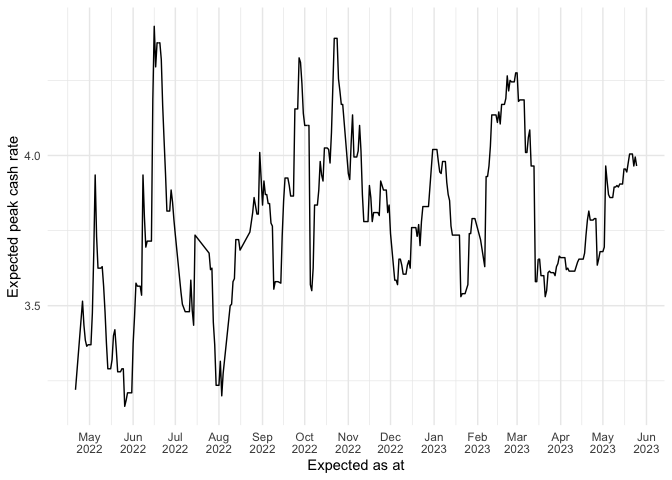 Expected peak cash rate
4.0
3.5
May Jun Jul Aug Sep Oct Nov Dec Jan Feb Mar Apr May Jun
2022 2022 2022 2022 2022 2022 2022 2022 2023 2023 2023 2023 2023 2023
Expected as at